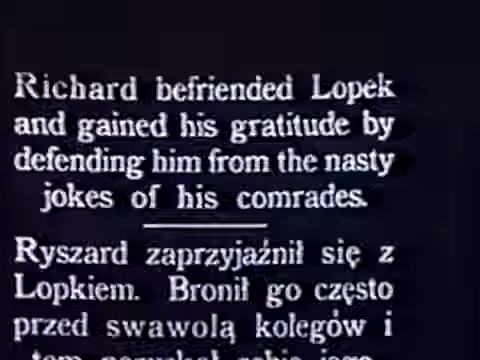 Richard befriended Lopek
and gained his gratitude by
defending him from the nasty
jokes of his comrades.
Ryszard zaprzyjaźnił się z
Lopkiem. Bronił go często
przed swawolą kolegów i